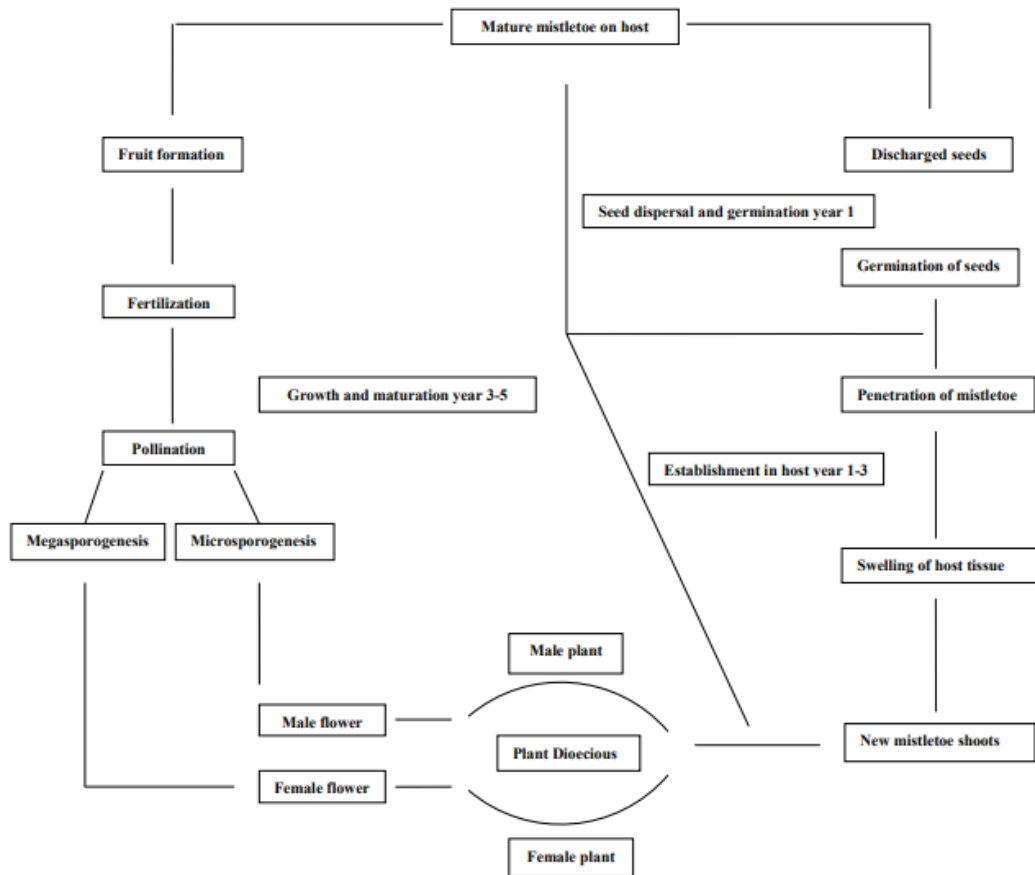 Mature mistletoe on host
Fruit formation
Discharged seeds
Seed dispersal and germination year 1
Germination of seeds
Fertilization
Growth and maturation year 3-5
Penetration of mistletoe
Pollination
Establishment in host year 1-3
Megasporogenesis
Microsporogenesis
Swelling of host tissue
Male plant
Male flower
Plant Dioecious
New mistletoe shoots
Female flower
Female plant